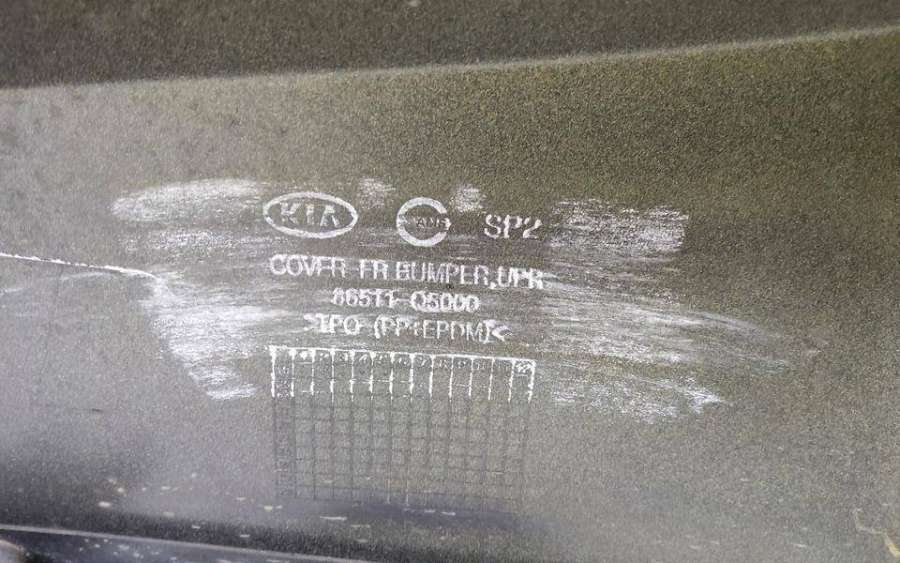 KIA SP2
COVER FR BUMPER,UPR
86511-Q5000
>TPO (PP+EPDM)<